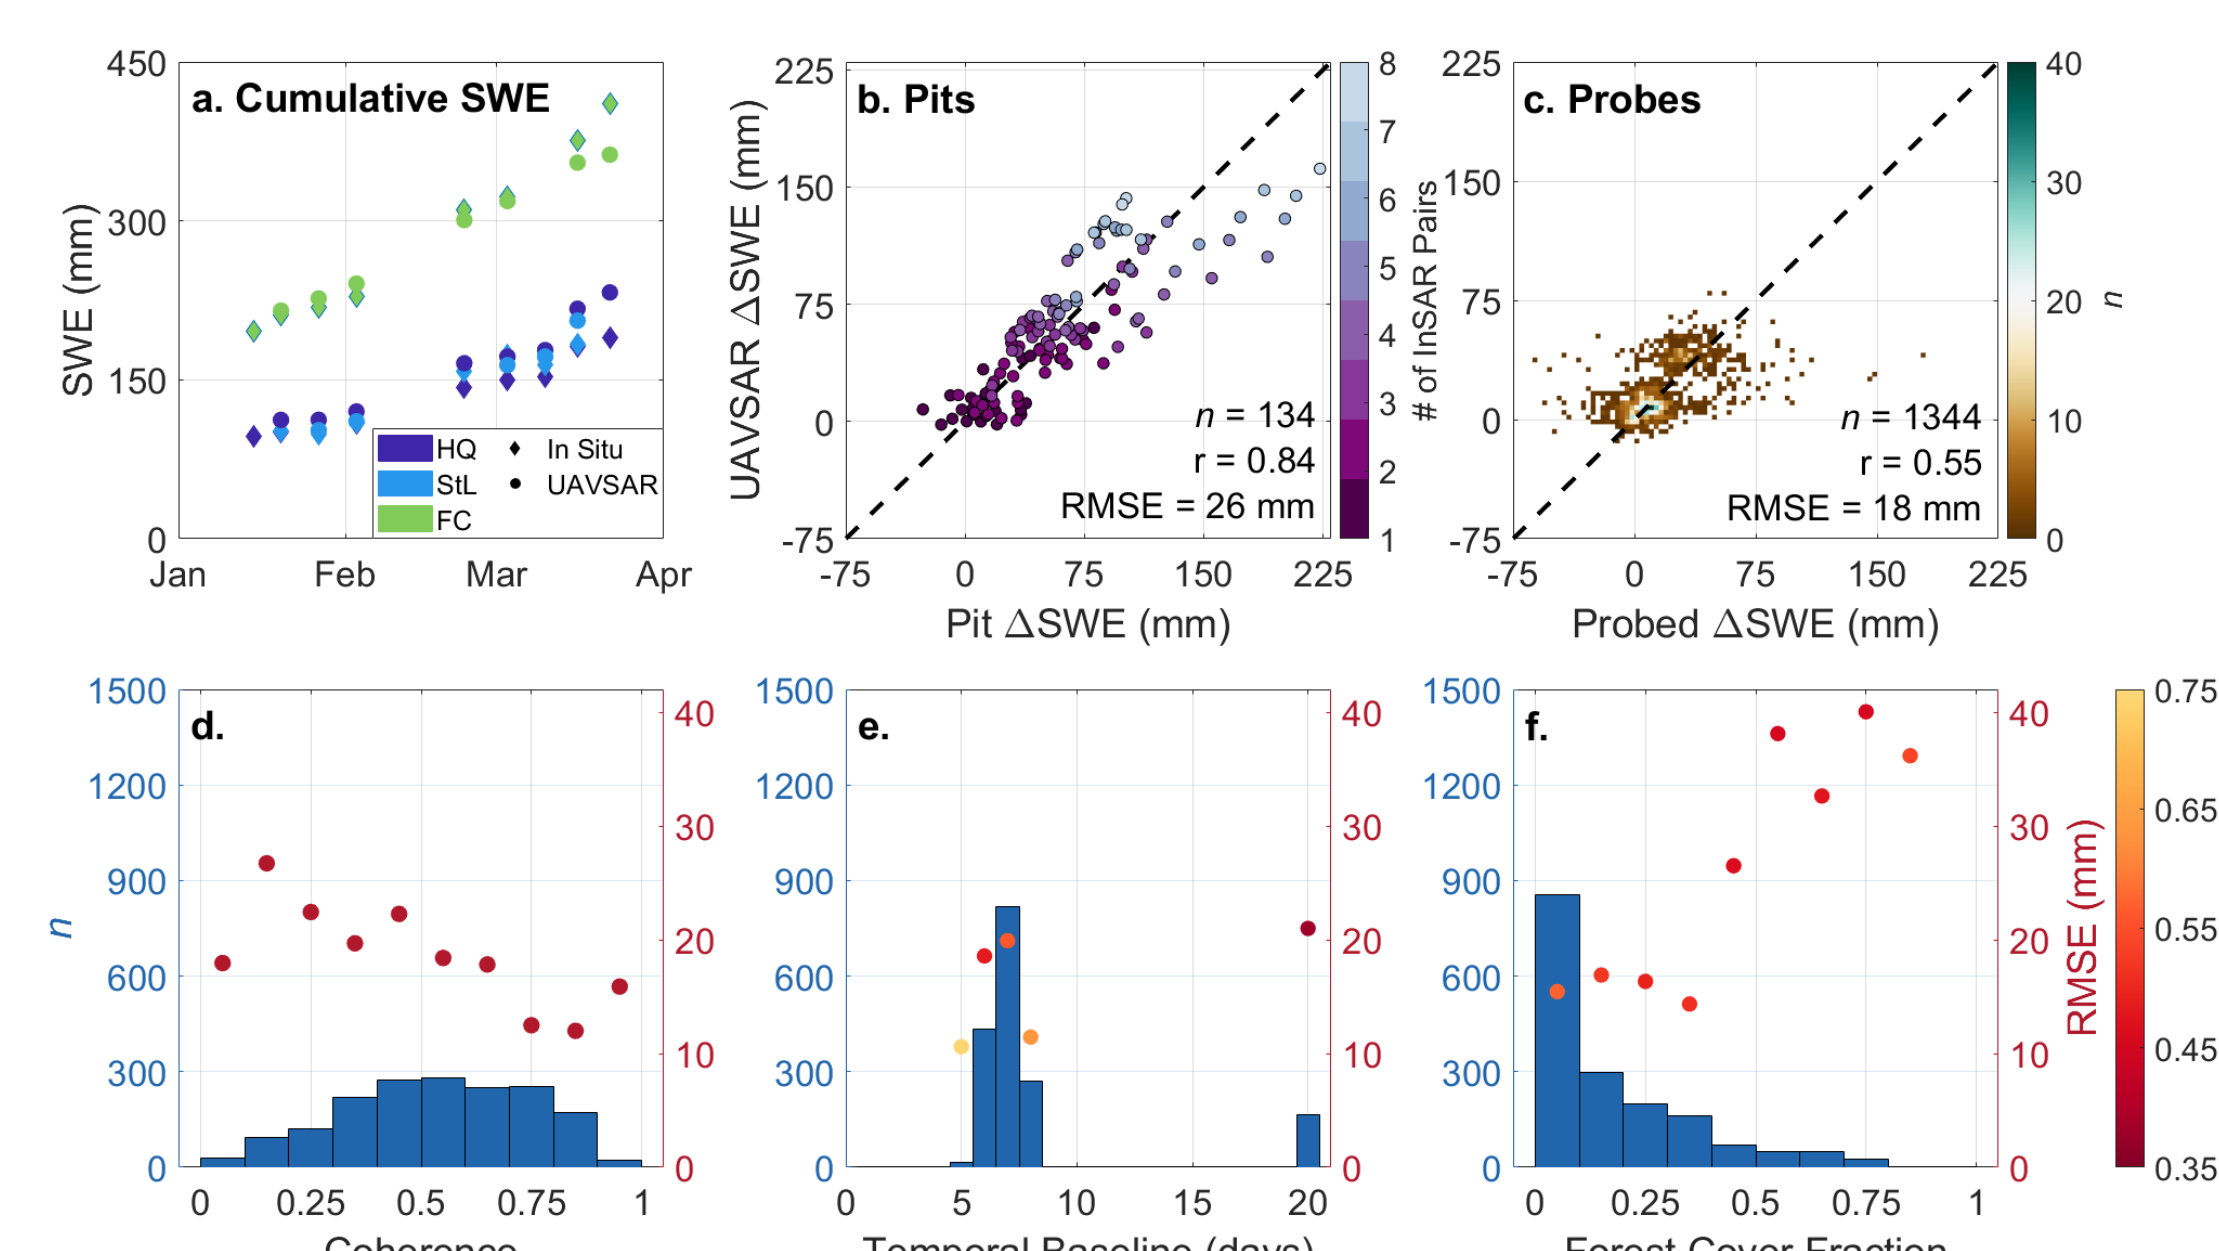 a. Cumulative SWE
450
300
150
0
SWE (mm)
Jan Feb Mar Apr
HQ
StL
FC
In Situ
UAVSAR
b. Pits
225
150
75
0
-75
UAVSAR ΔSWE (mm)
n = 134
r = 0.84
RMSE = 26 mm
-75 0 75 150 225
Pit ΔSWE (mm)
8
7
6
5
4
3
2
1
# of InSAR Pairs
c. Probes
225
150
75
0
-75
n = 1344
r = 0.55
RMSE = 18 mm
-75 0 75 150 225
Probed ΔSWE (mm)
40
30
20
10
0
n
d.
1500
1200
900
600
300
0
n
40
30
20
10
0
0 0.25 0.5 0.75 1
Coherence
e.
1500
1200
900
600
300
0
40
30
20
10
0
0 5 10 15 20
Temporal Baseline (days)
f.
1500
1200
900
600
300
0
40
30
20
10
0
RMSE (mm)
0 0.25 0.5 0.75 1
Forest Cover Fraction
0.75
0.65
0.55
0.45
0.35